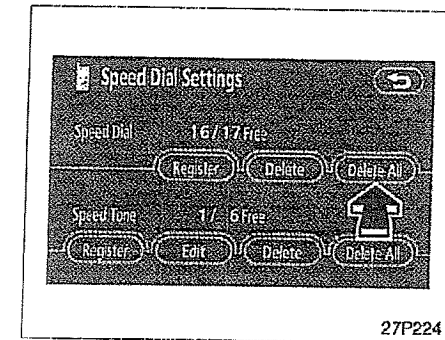 Speed Dial Settings
Speed Dial 16/17 Free
Register Delete Delete All
Speed Tone 1/ 6 Free
Register Edit Delete Delete All
27P224